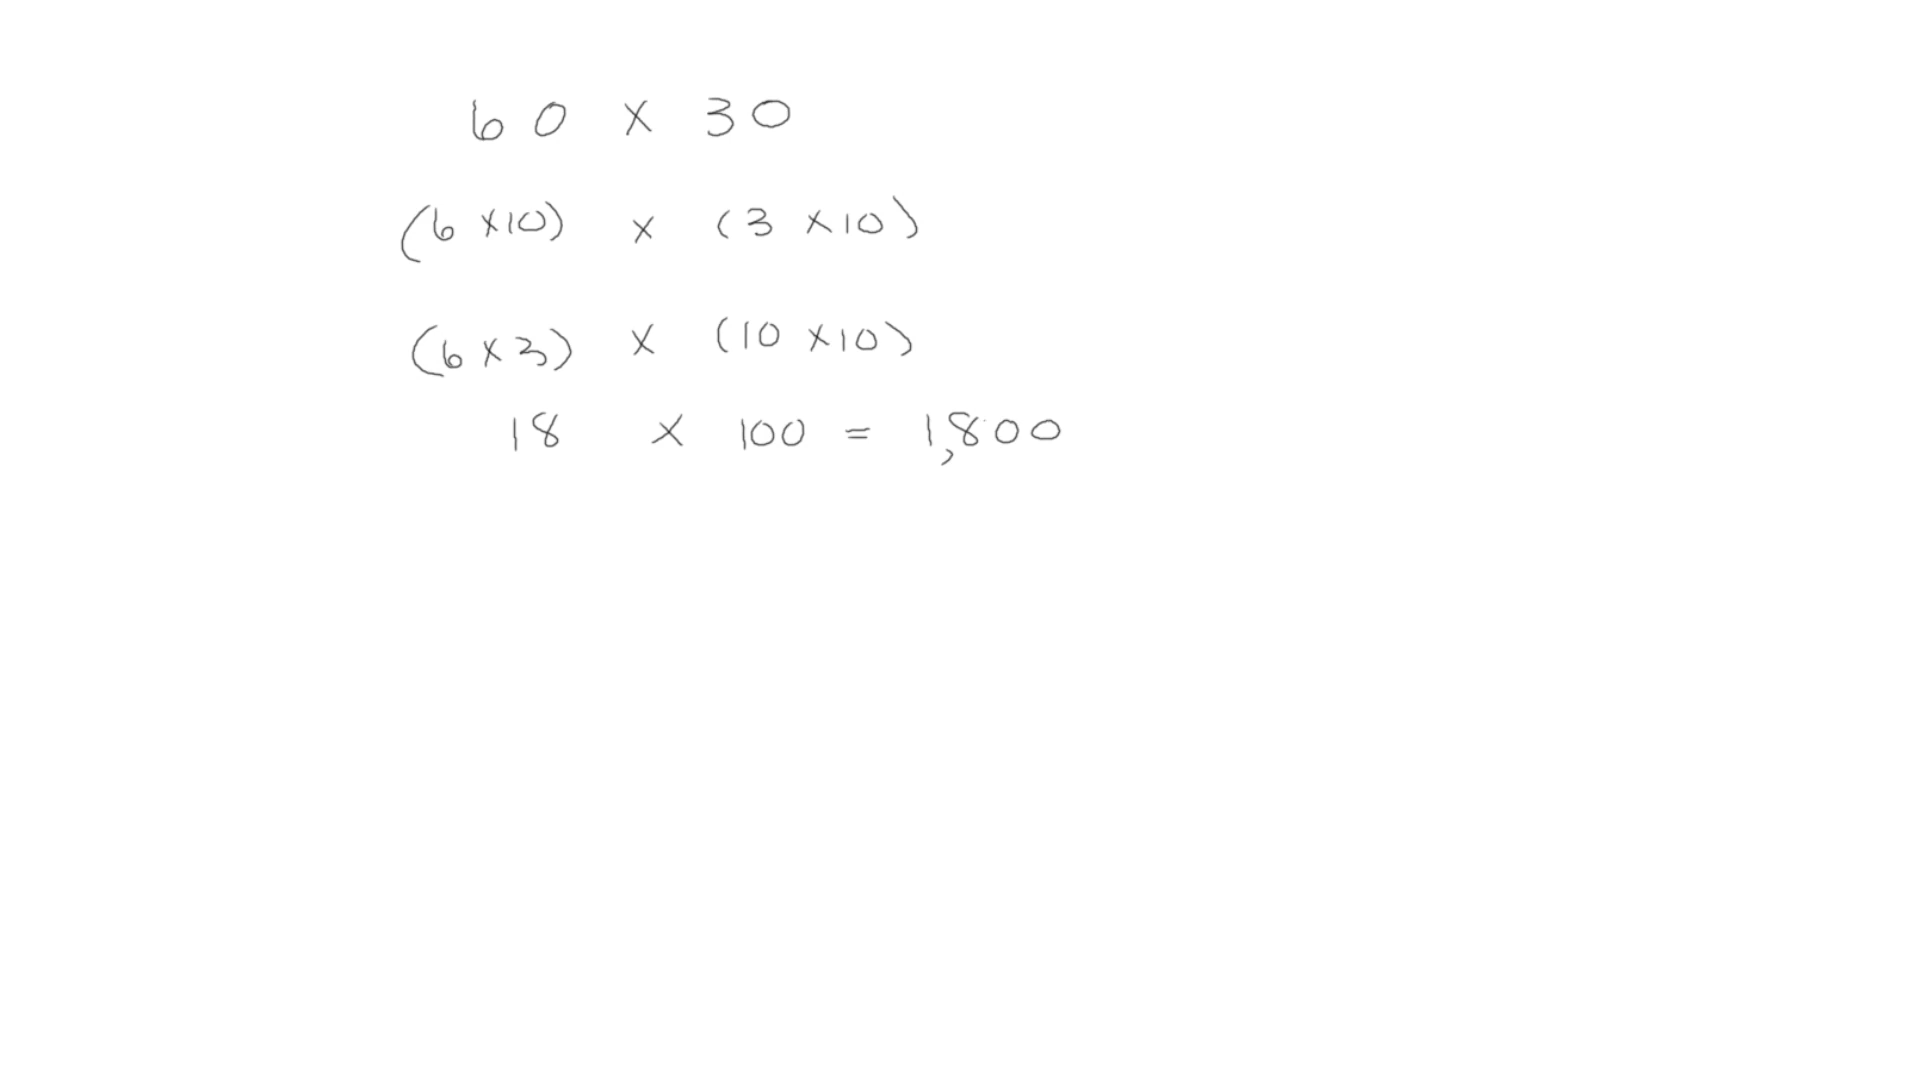 60 x 30
(6 x10) x (3 x10)
(6 x 3) x (10 x10)
18 x 100 = 1,800